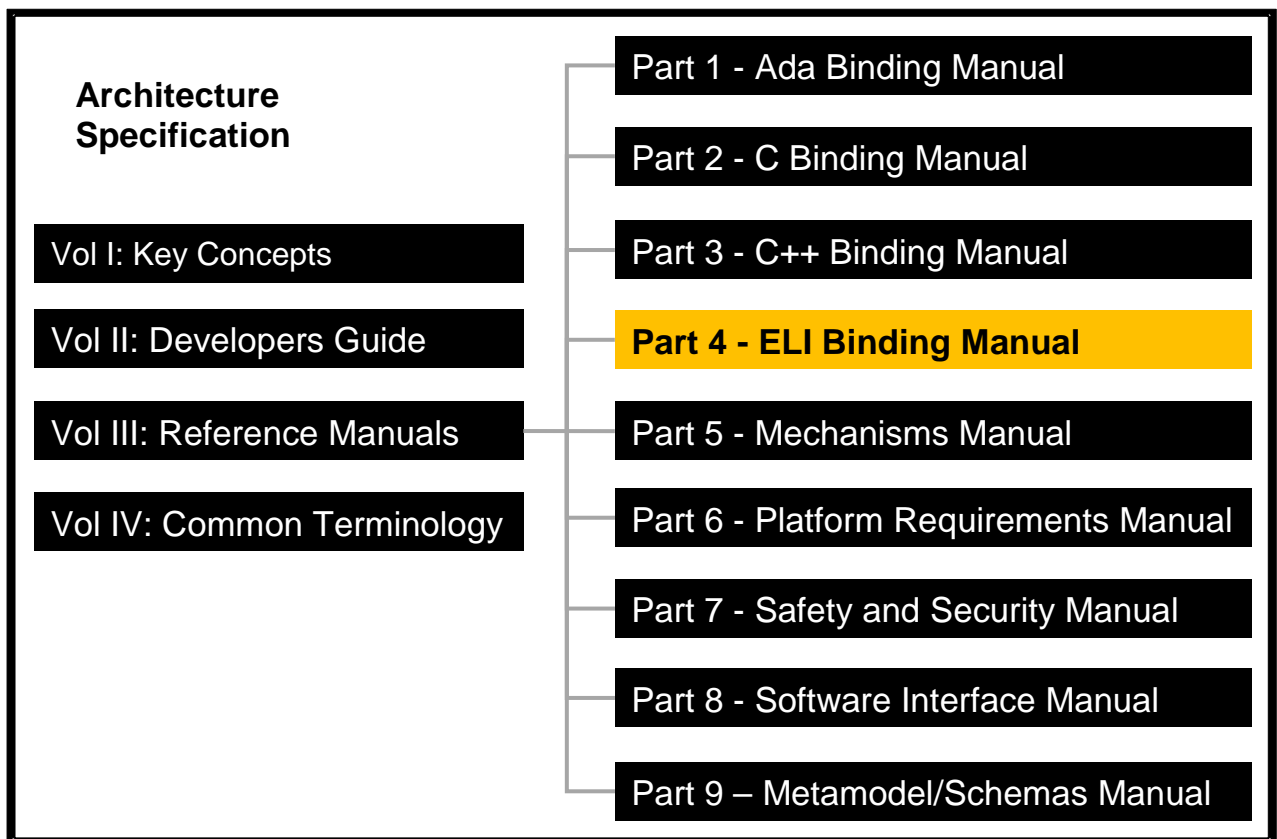 Architecture
Specification
Vol I: Key Concepts
Vol II: Developers Guide
Vol III: Reference Manuals
Vol IV: Common Terminology
Part 1 - Ada Binding Manual
Part 2 - C Binding Manual
Part 3 - C++ Binding Manual
Part 4 - ELI Binding Manual
Part 5 - Mechanisms Manual
Part 6 - Platform Requirements Manual
Part 7 - Safety and Security Manual
Part 8 - Software Interface Manual
Part 9 – Metamodel/Schemas Manual